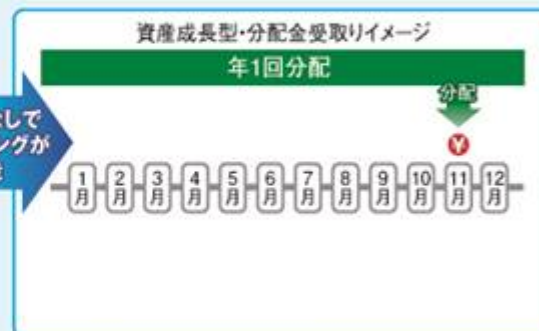 資産成長型・分配金受取りイメージ
年1回分配
分配
¥
しで
ングが
1月 2月 3月 4月 5月 6月 7月 8月 9月 10月 11月 12月